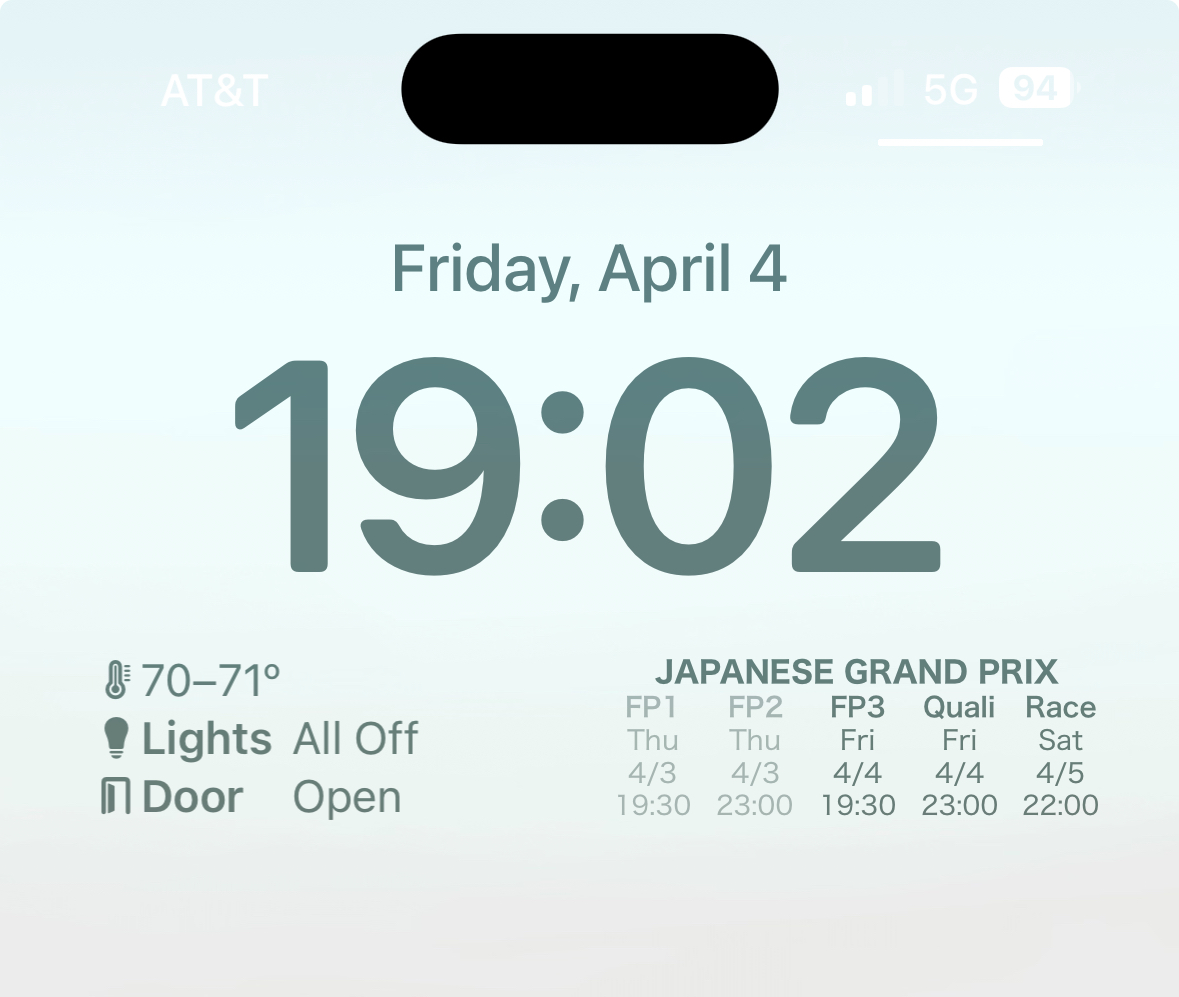 AT&T 5G 94
Friday, April 4
19:02
70–71º
Lights All Off
Door Open
JAPANESE GRAND PRIX
FP1 FP2 FP3 Quali Race
Thu Thu Fri Fri Sat
4/3 4/3 4/4 4/4 4/5
19:30 23:00 19:30 23:00 22:00